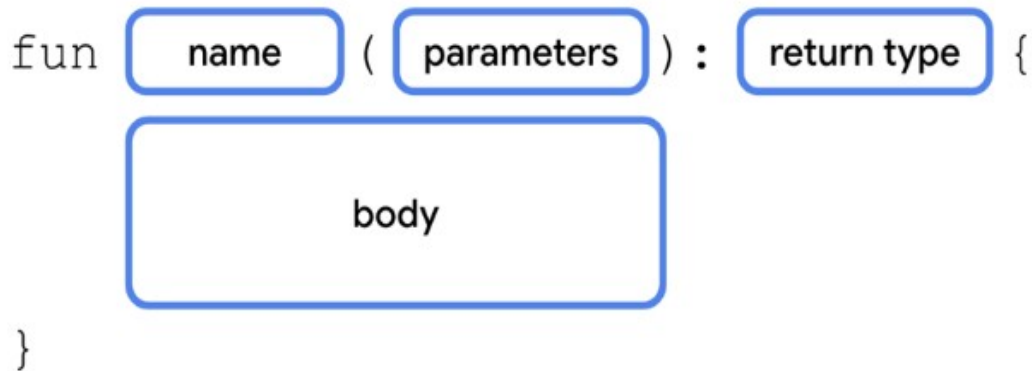 fun name ( parameters ) : return type {
body
}